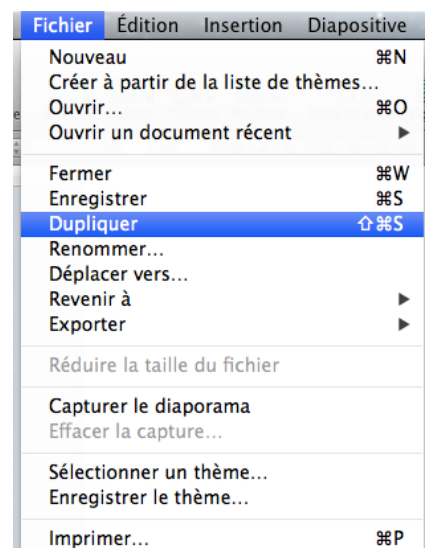 Fichier Édition Insertion Diapositive
Nouveau ⌘N
Créer à partir de la liste de thèmes...
Ouvrir... ⌘O
Ouvrir un document récent ▶
Fermer ⌘W
Enregistrer ⌘S
Dupliquer ⇧⌘S
Renommer...
Déplacer vers...
Revenir à ▶
Exporter ▶
Réduire la taille du fichier
Capturer le diaporama
Effacer la capture...
Sélectionner un thème...
Enregistrer le thème...
Imprimer... ⌘P